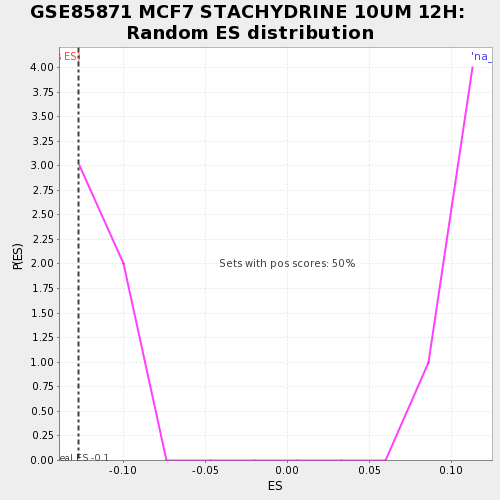 GSE85871 MCF7 STACHYDRINE 10UM 12H:
Random ES distribution
ES
'na_
4.00
3.75
3.50
3.25
3.00
2.75
2.50
2.25
2.00
1.75
1.50
1.25
1.00
0.75
0.50
0.25
0.00
P(ES)
Sets with pos scores: 50%
ES -0.1
-0.10 -0.05 0.00 0.05 0.10
ES